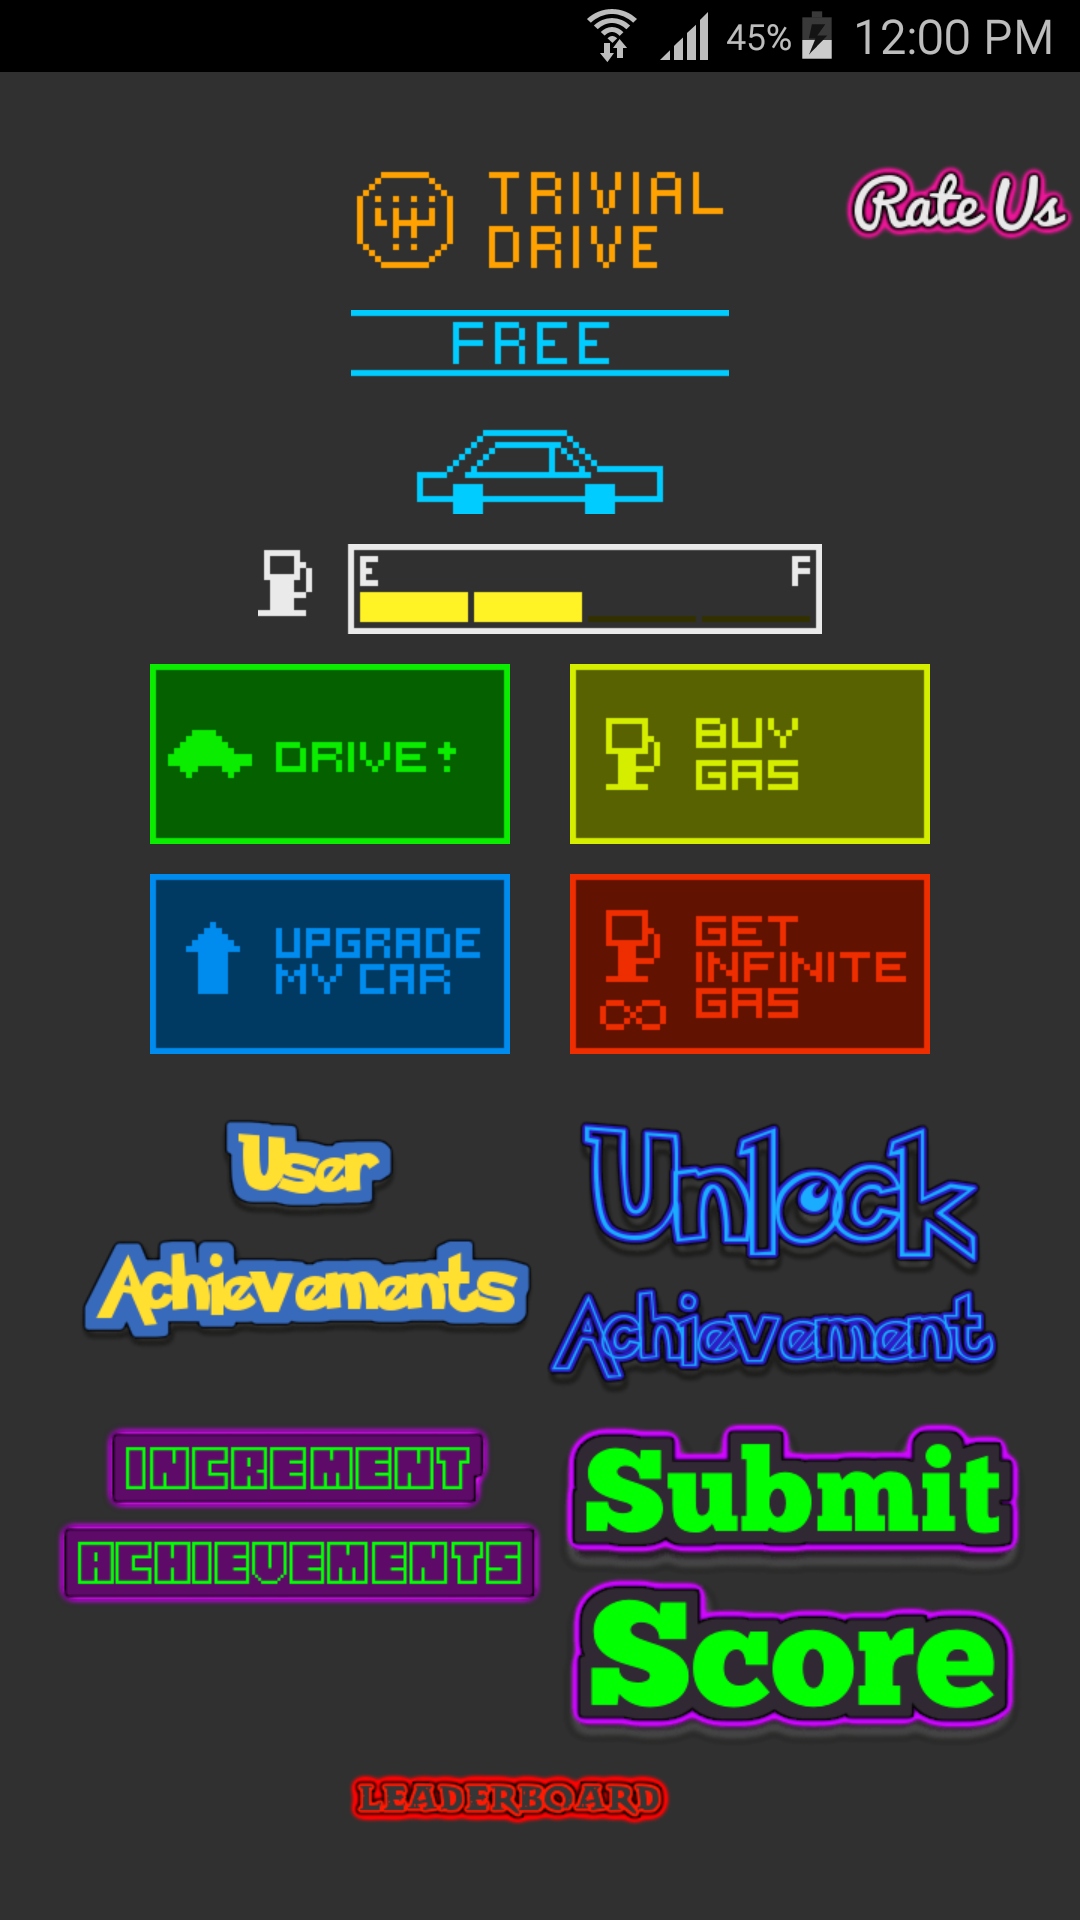 45% 12:00 PM
TRIVIAL
DRIVE
Rate Us
FREE
E F
DRIVE!
BUY
GAS
UPGRADE
MY CAR
GET
INFINITE
GAS
User
Achievements
Unlock
Achievement
INCREMENT
ACHIEVEMENTS
Submit
Score
LEADERBOARD